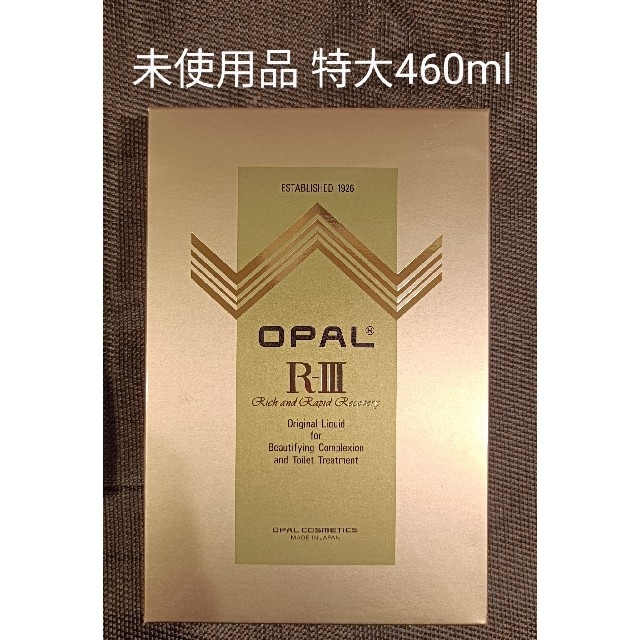 未使用品 特大460ml
ESTABLISHED 1926
OPAL®
R-III
Rich and Rapid Recovery
Original Liquid
for
Beautifying Complexion
and Toilet Treatment
OPAL COSMETICS
MADE IN JAPAN